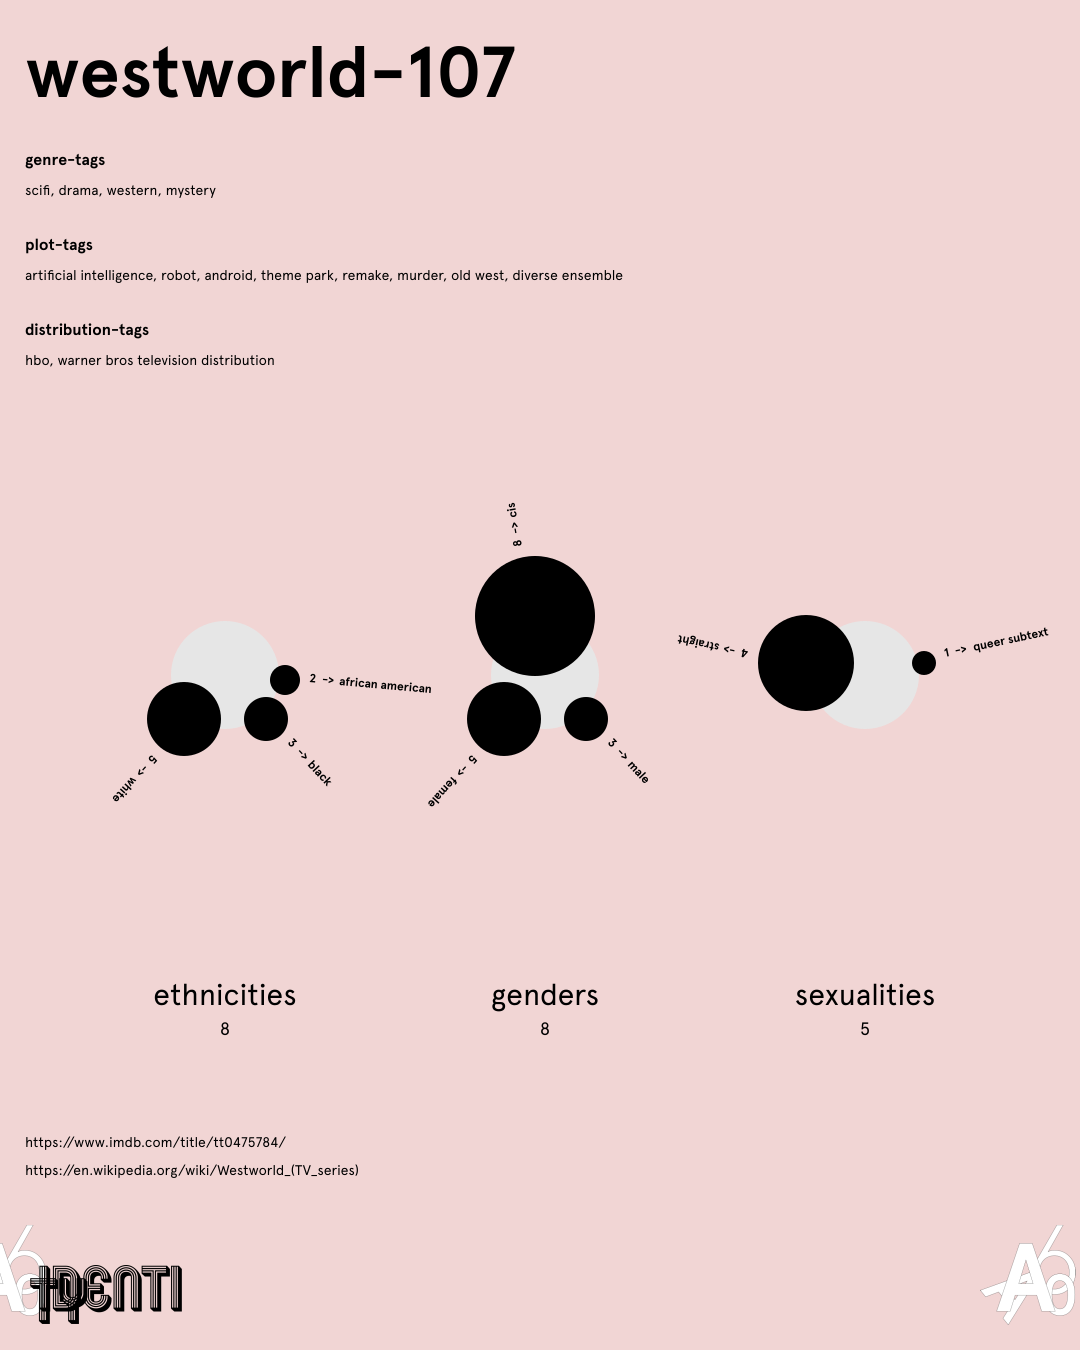 westworld-107
genre-tags
scifi, drama, western, mystery
plot-tags
artificial intelligence, robot, android, theme park, remake, murder, old west, diverse ensemble
distribution-tags
hbo, warner bros television distribution
8 -> cis
4 -> straight
1 -> queer subtext
2 -> african american
5 -> white
3 -> black
5 -> female
3 -> male
ethnicities
8
genders
8
sexualities
5
https://www.imdb.com/title/tt0475784/
https://en.wikipedia.org/wiki/Westworld_(TV_series)